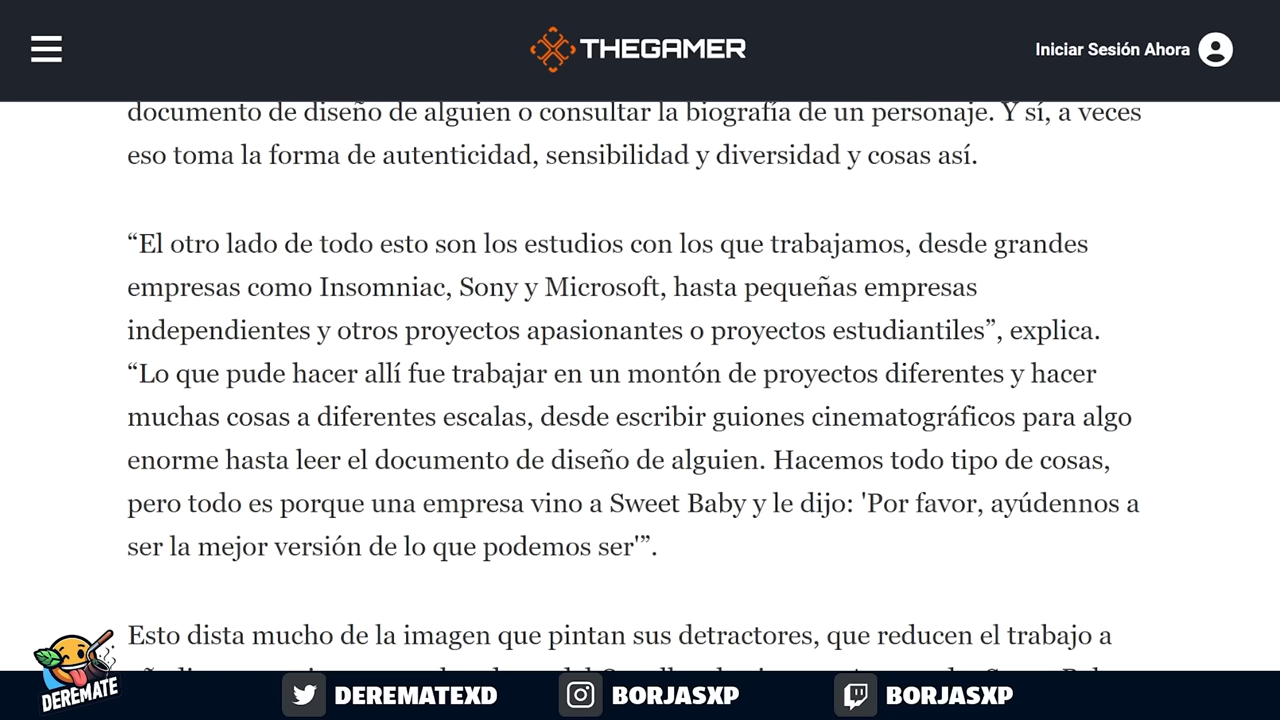 THEGAMER
Iniciar Sesión Ahora
documento de diseño de alguien o consultar la biografía de un personaje. Y sí, a veces
eso toma la forma de autenticidad, sensibilidad y diversidad y cosas así.
“El otro lado de todo esto son los estudios con los que trabajamos, desde grandes
empresas como Insomniac, Sony y Microsoft, hasta pequeñas empresas
independientes y otros proyectos apasionantes o proyectos estudiantiles”, explica.
“Lo que pude hacer allí fue trabajar en un montón de proyectos diferentes y hacer
muchas cosas a diferentes escalas, desde escribir guiones cinematográficos para algo
enorme hasta leer el documento de diseño de alguien. Hacemos todo tipo de cosas,
pero todo es porque una empresa vino a Sweet Baby y le dijo: 'Por favor, ayúdennos a
ser la mejor versión de lo que podemos ser'”.
Esto dista mucho de la imagen que pintan sus detractores, que reducen el trabajo a
DEREMATE
DEREMATEXD
BORJASXP
BORJASXP